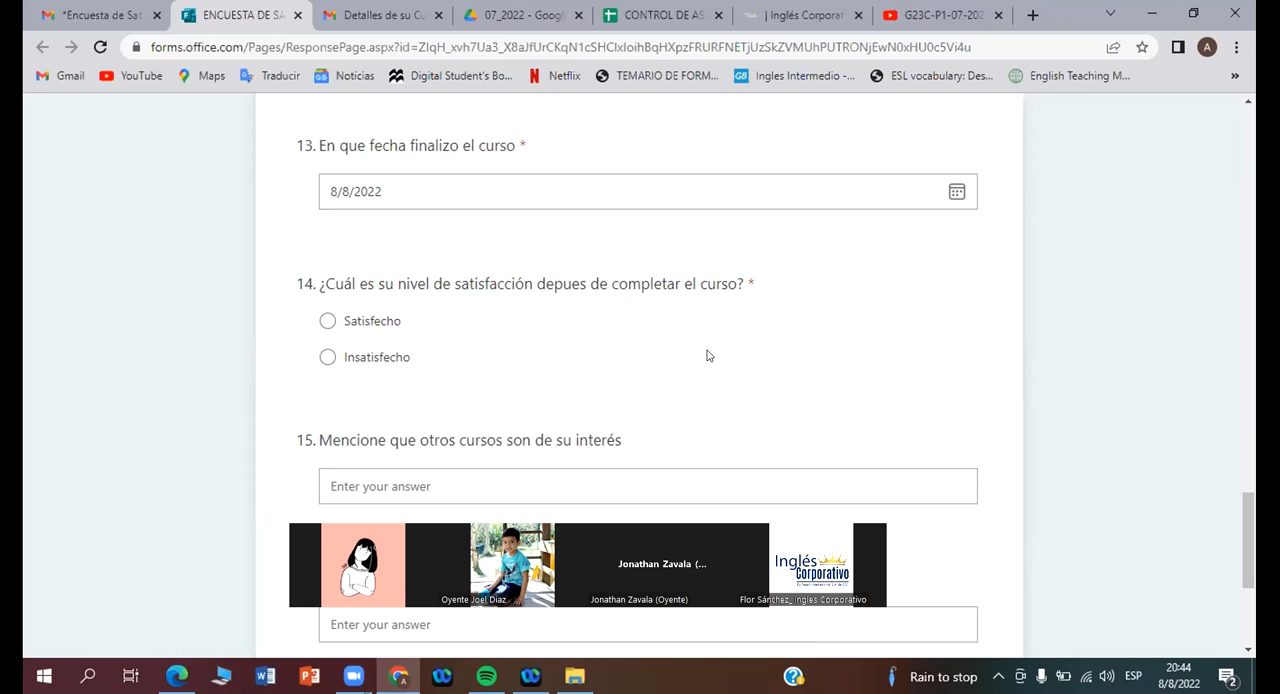 *Encuesta de Sat
ENCUESTA DE SA
Detalles de su Cu
07_2022 - Google
CONTROL DE AS
| Inglés Corporat
G23C-P1-07-202
forms.office.com/Pages/ResponsePage.aspx?id=ZIqH_xvh7Ua3_X8aJfUrCKqN1cSHCIxIoihBqHXpzFRURFNETjUzSkZVMUhPUTRONjEwN0xHU0c5Vi4u
A
Gmail
YouTube
Maps
Traducir
Noticias
Digital Student's Bo...
Netflix
TEMARIO DE FORM...
Ingles Intermedio -...
ESL vocabulary: Des...
English Teaching M...
»
13. En que fecha finalizo el curso *
8/8/2022
14. ¿Cuál es su nivel de satisfacción depues de completar el curso? *
Satisfecho
Insatisfecho
15. Mencione que otros cursos son de su interés
Enter your answer
Jonathan Zavala (...
Inglés
Corporativo
Oyente Joel Diaz
Jonathan Zavala (Oyente)
Flor Sánchez_Inglés Corporativo
Enter your answer
Rain to stop
ESP
20:44
8/8/2022
2